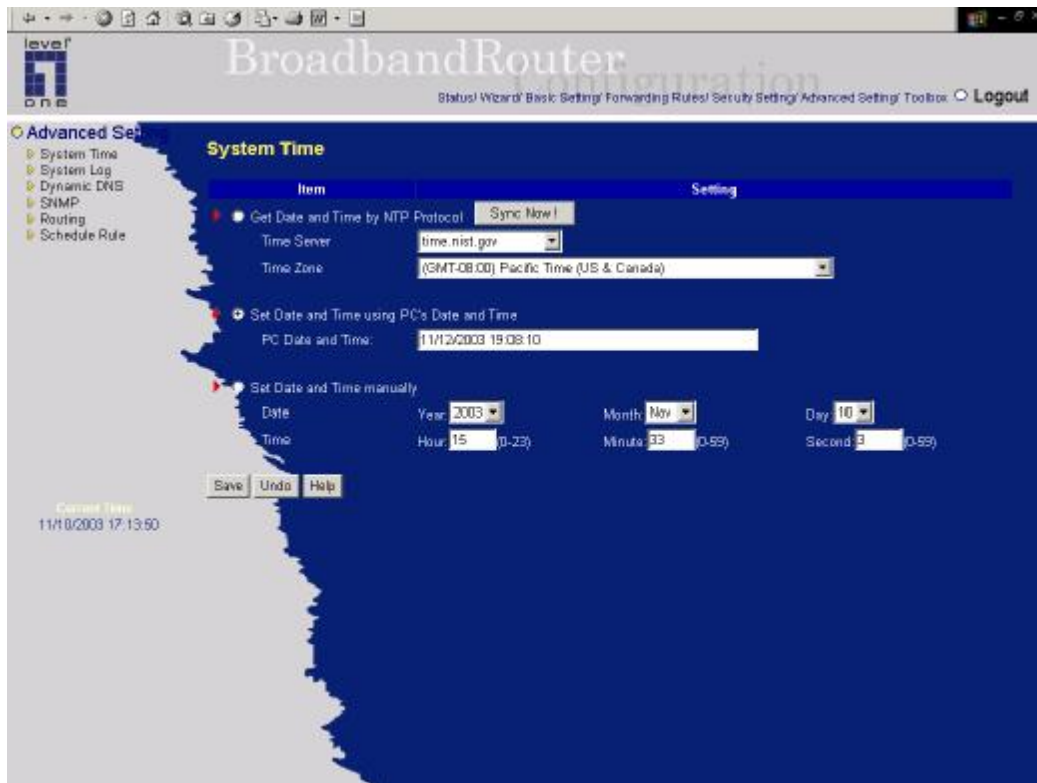 level
one
BroadbandRouter
Configuration
Status/ Wizard/ Basic Setting/ Forwarding Rules/ Security Setting/ Advanced Setting/ Toolbox Logout
Advanced Setting
System Time
System Log
Dynamic DNS
SNMP
Routing
Schedule Rule
System Time
Item Setting
Get Date and Time by NTP Protocol Sync Now !
Time Server time.nist.gov
Time Zone (GMT-08:00) Pacific Time (US & Canada)
Set Date and Time using PC's Date and Time
PC Date and Time: 11/12/2003 19:08:10
Set Date and Time manually
Date Year: 2003 Month: Nov Day: 10
Time Hour: 15 (0-23) Minute: 33 (0-59) Second: 3 (0-59)
Save Undo Help
Current Time
11/10/2003 17:13:50